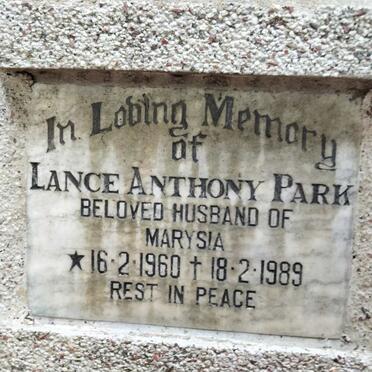 In Loving Memory
of
LANCE ANTHONY PARK
BELOVED HUSBAND OF
MARYSIA
★ 16·2·1960 † 18·2·1989
REST IN PEACE